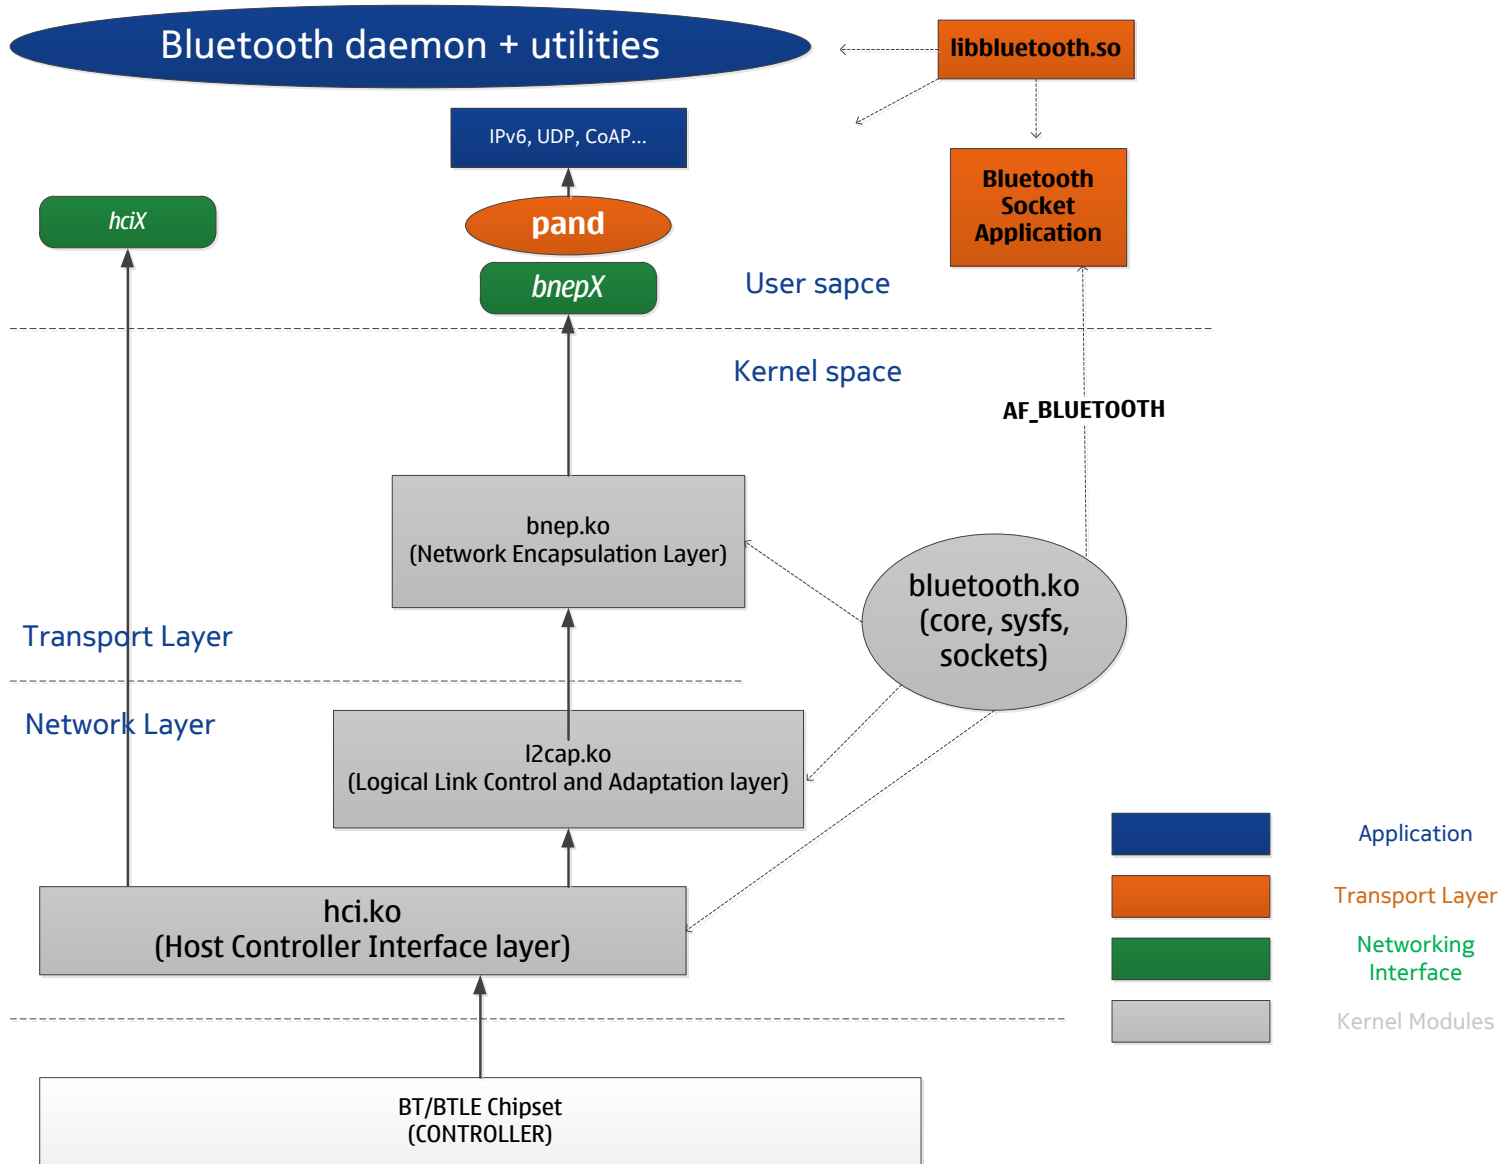 Bluetooth daemon + utilities
libbluetooth.so
IPv6, UDP, CoAP...
Bluetooth
Socket
Application
hciX
pand
bnepX
User sapce
Kernel space
AF_BLUETOOTH
bnep.ko
(Network Encapsulation Layer)
bluetooth.ko
(core, sysfs,
sockets)
Transport Layer
Network Layer
l2cap.ko
(Logical Link Control and Adaptation layer)
hci.ko
(Host Controller Interface layer)
Application
Transport Layer
Networking
Interface
Kernel Modules
BT/BTLE Chipset
(CONTROLLER)